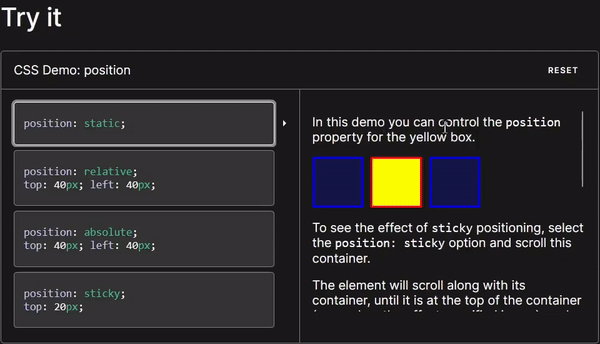 Try it
CSS Demo: position
RESET
position: static;
position: relative;
top: 40px; left: 40px;
position: absolute;
top: 40px; left: 40px;
position: sticky;
top: 20px;
In this demo you can control the position
property for the yellow box.
To see the effect of sticky positioning, select
the position: sticky option and scroll this
container.
The element will scroll along with its
container, until it is at the top of the container